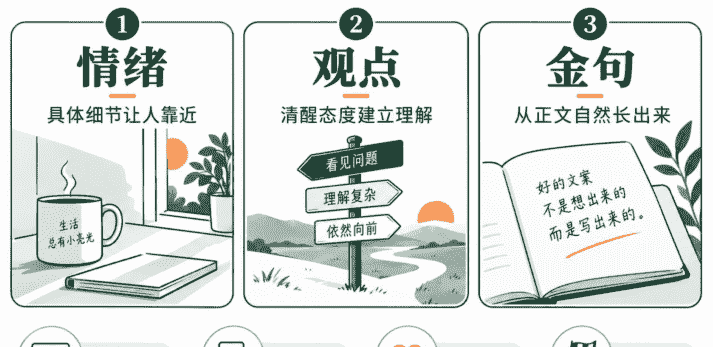 1
情绪
具体细节让人靠近
生活
总有小亮光
2
观点
清醒态度建立理解
看见问题
理解复杂
依然向前
3
金句
从正文自然长出来
好的文案
不是想出来的
而是写出来的。